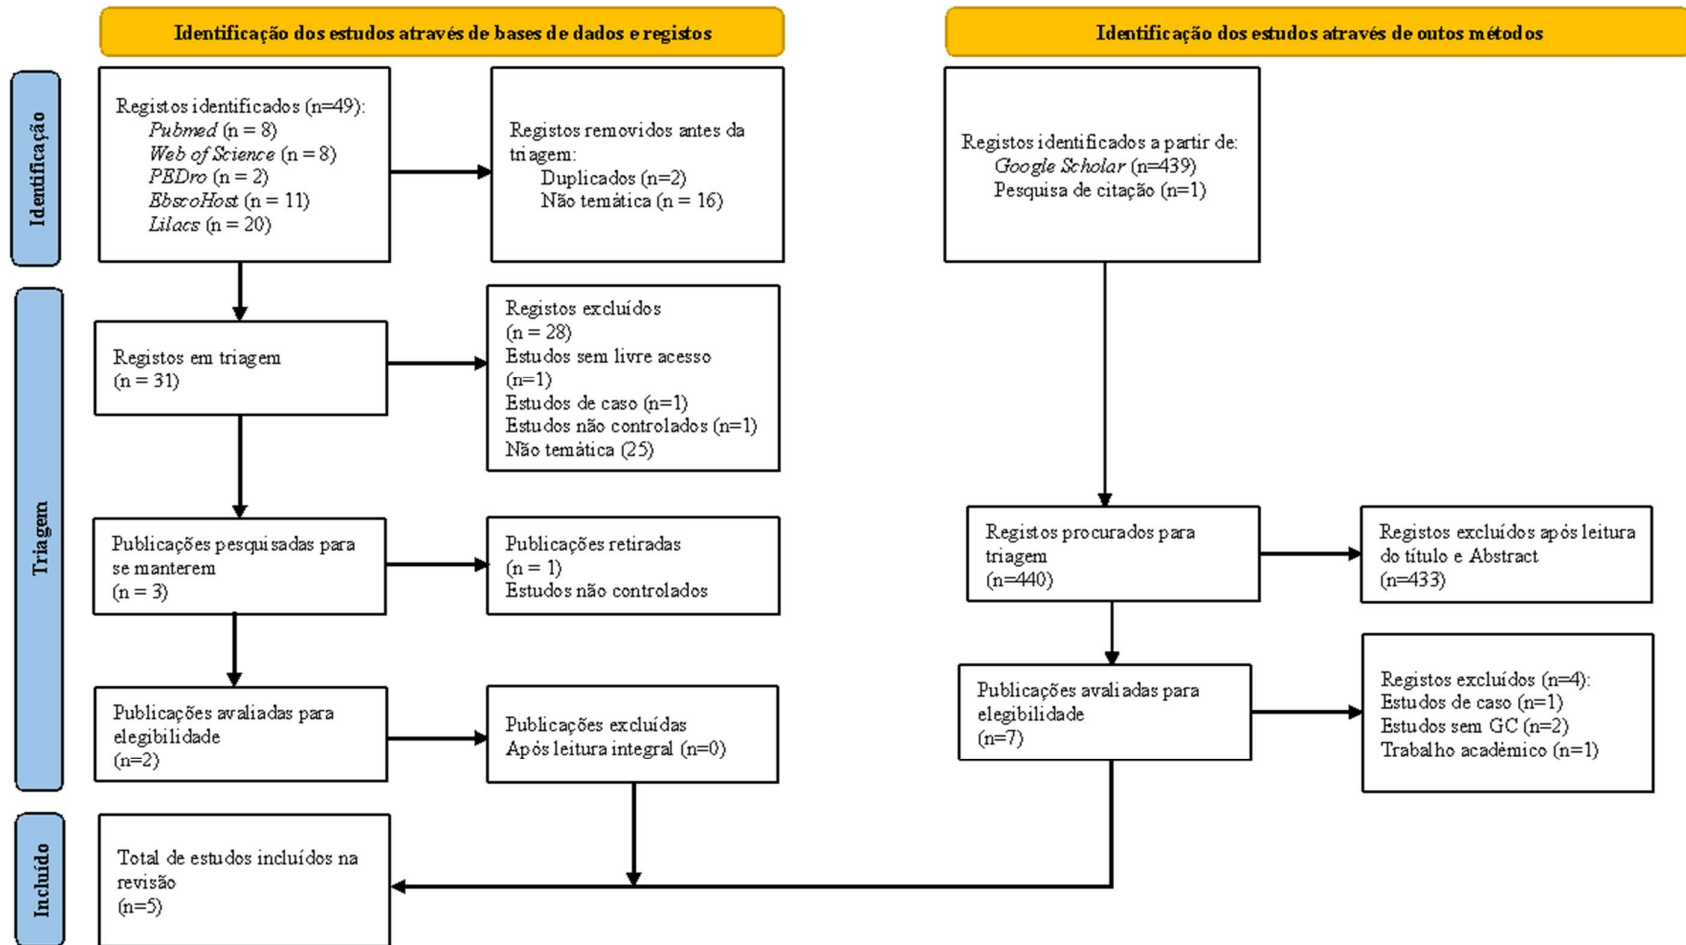 Identificação dos estudos através de bases de dados e registos
Identificação dos estudos através de outos métodos
Identificação
Registos identificados (n=49):
Pubmed (n = 8)
Web of Science (n = 8)
PEDro (n = 2)
EbscoHost (n = 11)
Lilacs (n = 20)
Registos removidos antes da
triagem:
Duplicados (n=2)
Não temática (n = 16)
Registos identificados a partir de:
Google Scholar (n=439)
Pesquisa de citação (n=1)
Triagem
Registos em triagem
(n = 31)
Registos excluídos
(n = 28)
Estudos sem livre acesso
(n=1)
Estudos de caso (n=1)
Estudos não controlados (n=1)
Não temática (25)
Publicações pesquisadas para
se manterem
(n = 3)
Publicações retiradas
(n = 1)
Estudos não controlados
Registos procurados para
triagem
(n=440)
Registos excluídos após leitura
do título e Abstract
(n=433)
Publicações avaliadas para
elegibilidade
(n=2)
Publicações excluídas
Após leitura integral (n=0)
Publicações avaliadas para
elegibilidade
(n=7)
Registos excluídos (n=4):
Estudos de caso (n=1)
Estudos sem GC (n=2)
Trabalho académico (n=1)
Incluído
Total de estudos incluídos na
revisão
(n=5)